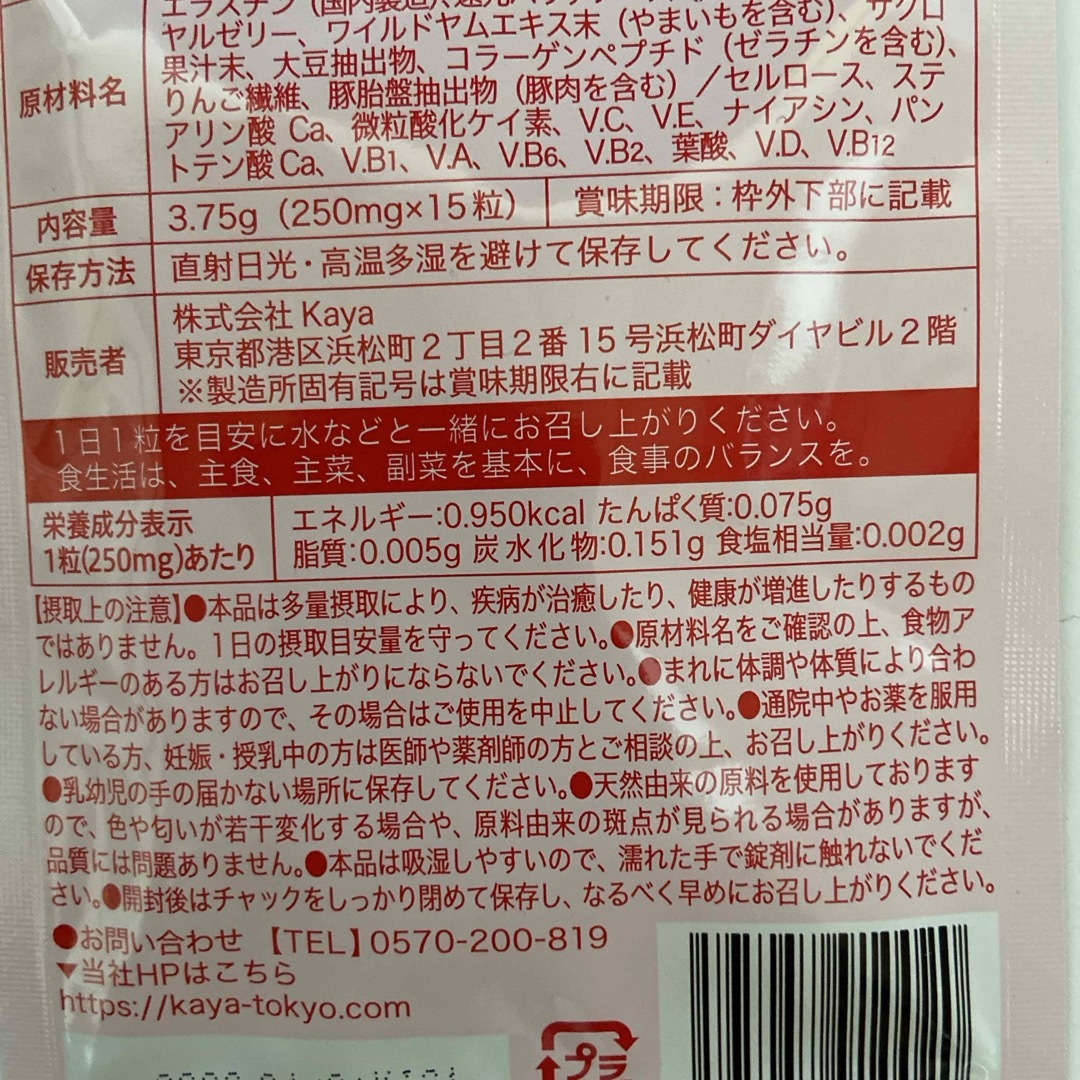 エラスチン（国内製造）、
ヤルゼリー、ワイルドヤムエキス末（やまいもを含む）、ザクロ
果汁末、大豆抽出物、コラーゲンペプチド（ゼラチンを含む）、
原材料名
りんご繊維、豚胎盤抽出物（豚肉を含む）／セルロース、ステ
アリン酸 Ca、微粒酸化ケイ素、V.C、V.E、ナイアシン、パン
トテン酸Ca、V.B1、V.A、V.B6、V.B2、葉酸、V.D、V.B12
内容量 3.75g（250mg×15粒） 賞味期限：枠外下部に記載
保存方法 直射日光・高温多湿を避けて保存してください。
株式会社 Kaya
販売者 東京都港区浜松町２丁目２番 15 号浜松町ダイヤビル２階
※製造所固有記号は賞味期限右に記載
１日１粒を目安に水などと一緒にお召し上がりください。
食生活は、主食、主菜、副菜を基本に、食事のバランスを。
栄養成分表示 エネルギー:0.950kcal たんぱく質:0.075g
1粒(250mg)あたり 脂質:0.005g 炭水化物:0.151g 食塩相当量:0.002g
【摂取上の注意】●本品は多量摂取により、疾病が治癒したり、健康が増進したりするもの
ではありません。1日の摂取目安量を守ってください。●原材料名をご確認の上、食物ア
レルギーのある方はお召し上がりにならないでください。●まれに体調や体質により合わ
ない場合がありますので、その場合はご使用を中止してください。●通院中やお薬を服用
している方、妊娠・授乳中の方は医師や薬剤師の方とご相談の上、お召し上がりください。
●乳幼児の手の届かない場所に保存してください。●天然由来の原料を使用しております
ので、色や匂いが若干変化する場合や、原料由来の斑点が見られる場合がありますが、
品質には問題ありません。●本品は吸湿しやすいので、濡れた手で錠剤に触れないでくだ
さい。●開封後はチャックをしっかり閉めて保存し、なるべく早めにお召し上がりください。
●お問い合わせ 【TEL】0570-200-819
▼当社HPはこちら
https://kaya-tokyo.com
プラ